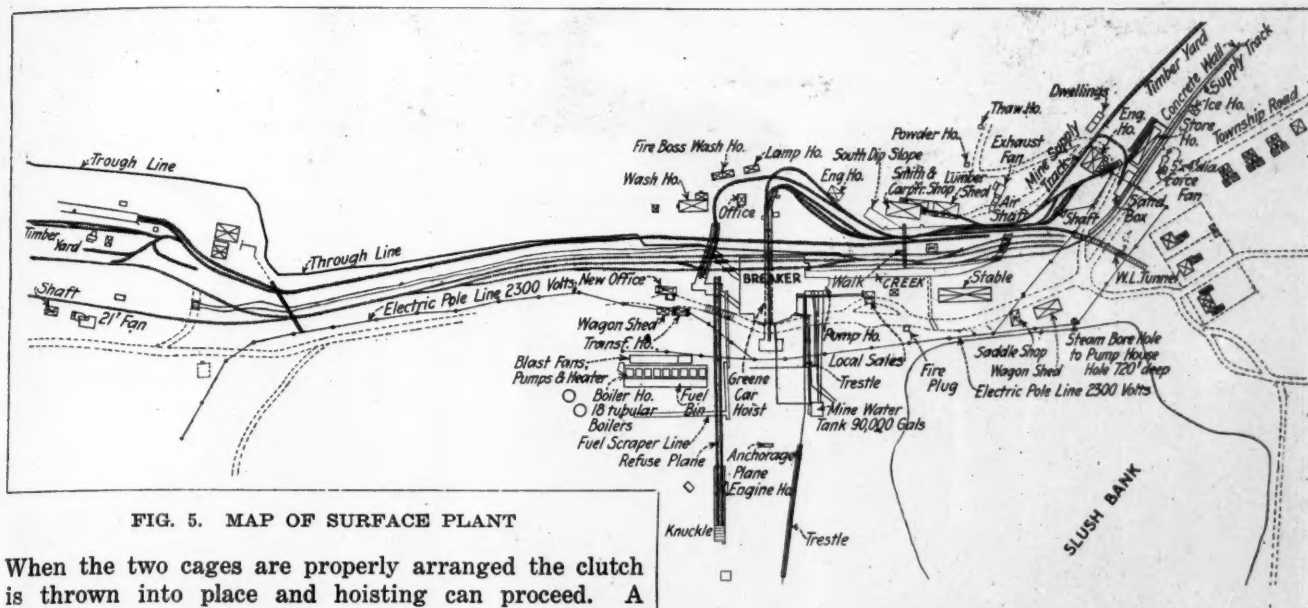 Trough Line
Timber
Yard
Shaft
21' Fan
Through Line
Electric Pole Line 2300 Volts
Fire Boss Wash Ho.
Wash Ho.
Lamp Ho.
Office
Eng Ho.
South Dip Slope
Smith &
Carptr. Shop
Lumber
Shed
Powder Ho.
Thaw Ho.
Exhaust
Fan
Air
Shaft
Dwellings
Mine Supply
Track
Eng.
Ho.
Shaft
Timber Yard
Concrete Wall
Supply Track
Ice Ho.
Store
Ho.
Township Road
Force
Fan
Sand
Box
W.L. Tunnel
New Office
BREAKER
Walk
CREEK
Stable
Wagon Shed
Transf. Ho.
Blast Fans,
Pumps & Heater
Boiler Ho.
18 tubular
Boilers
Fuel
Bin
Fuel Scraper Line
Refuse Plane
Greene
Car
Hoist
Pump Ho.
Local Sales
Trestle
Mine Water
Tank 90,000 Gals
Fire
Plug
Saddle Shop
Wagon Shed
Steam Bore Hole
to Pump House
Hole 720' deep
Electric Pole Line 2300 Volts
Anchorage
Plane
Engine Ho.
Knuckle
Trestle
SLUSH BANK
FIG. 5. MAP OF SURFACE PLANT
When the two cages are properly arranged the clutch
is thrown into place and hoisting can proceed. A